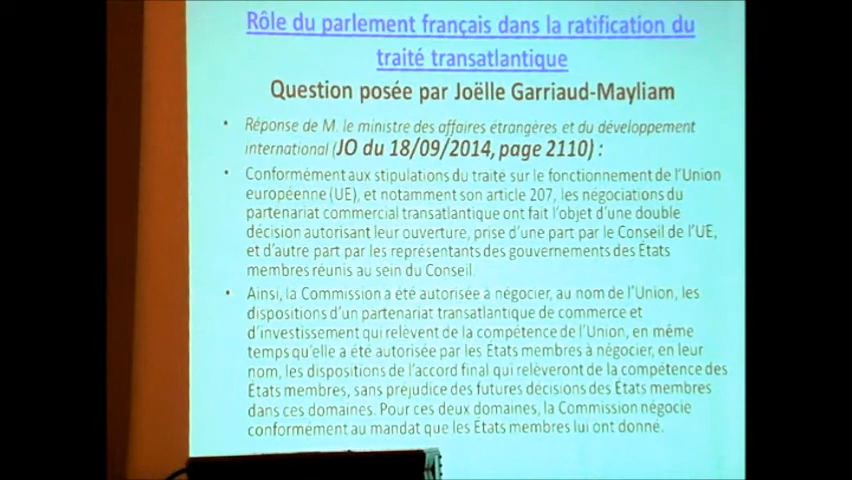 Rôle du parlement français dans la ratification du
traité transatlantique
Question posée par Joëlle Garriaud-Mayliam
• Réponse de M. le ministre des affaires étrangères et du développement
international (JO du 18/09/2014, page 2110) :
• Conformément aux stipulations du traité sur le fonctionnement de l'Union
européenne (UE), et notamment son article 207, les négociations du
partenariat commercial transatlantique ont fait l'objet d'une double
décision autorisant leur ouverture, prise d'une part par le Conseil de l'UE,
et d'autre part par les représentants des gouvernements des États
membres réunis au sein du Conseil.
• Ainsi, la Commission a été autorisée à négocier, au nom de l'Union, les
dispositions d'un partenariat transatlantique de commerce et
d'investissement qui relèvent de la compétence de l'Union, en même
temps qu'elle a été autorisée par les États membres à négocier, en leur
nom, les dispositions de l'accord final qui relèveront de la compétence des
États membres, sans préjudice des futures décisions des États membres
dans ces domaines. Pour ces deux domaines, la Commission négocie
conformément au mandat que les États membres lui ont donné.